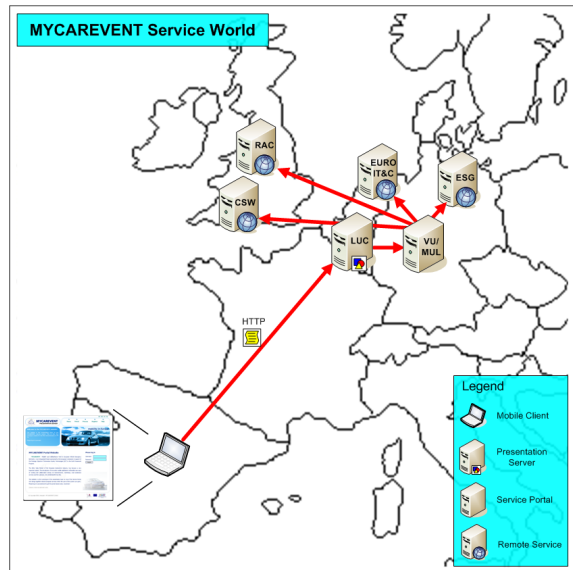 MYCAREVENT Service World
RAC
EURO
IT&C
ESG
CSW
LUC
VU/
MUL
HTTP
MYCAREVENT
Legend
Mobile Client
Presentation
Server
Service Portal
Remote Service